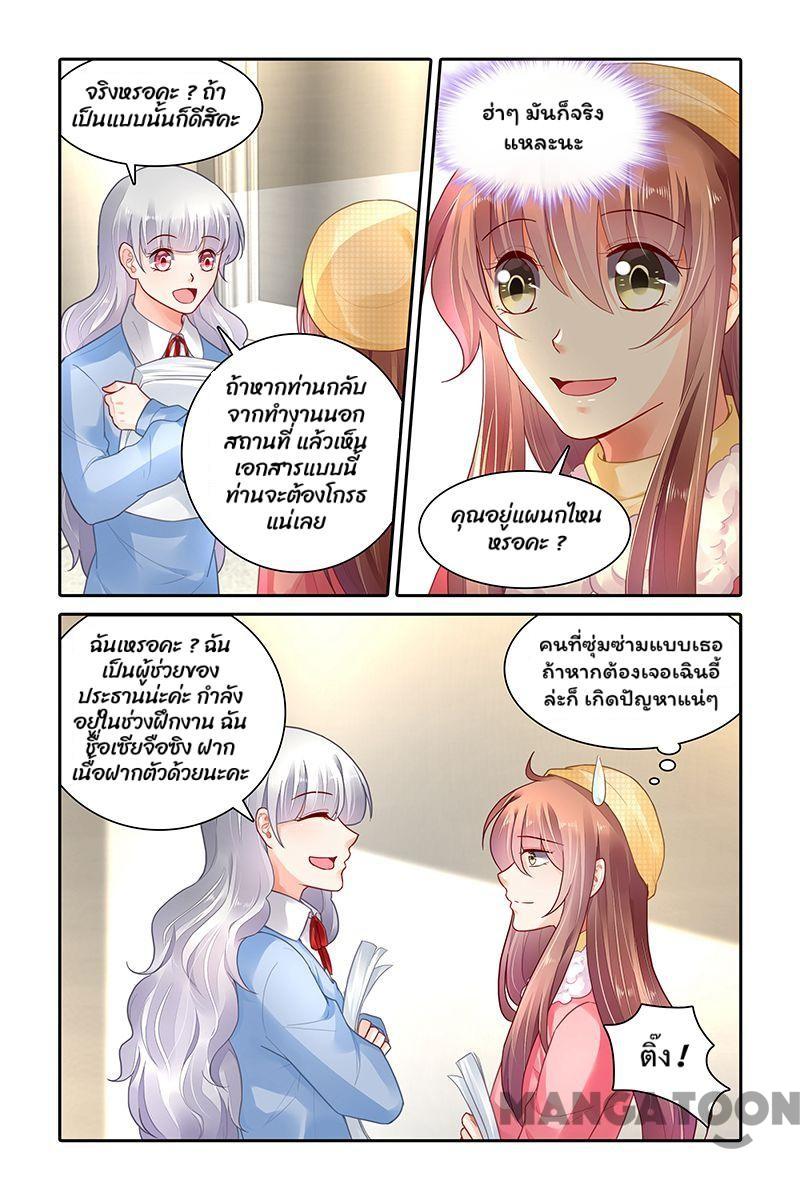 จริงหรอคะ ? ถ้า
เป็นแบบนั้นก็ดีสิคะ
ถ้าหากท่านกลับ
จากทำงานนอก
สถานที่ แล้วเห็น
เอกสารแบบนี้
ท่านจะต้องโกรธ
แน่เลย
ฮ่าๆ มันก็จริง
แหละนะ
คุณอยู่แผนกไหน
หรอคะ ?
ฉันเหรอคะ ? ฉัน
เป็นผู้ช่วยของ
ประธานน่ะค่ะ กำลัง
อยู่ในช่วงฝึกงาน ฉัน
ชื่อเซียจือซิง ฝาก
เนื้อฝากตัวด้วยนะคะ
คนที่ซุ่มซ่ามแบบเธอ
ถ้าหากต้องเจอเฉินอี้
ล่ะก็ เกิดปัญหาแน่ๆ
ติ๊ง !
MANGATOON